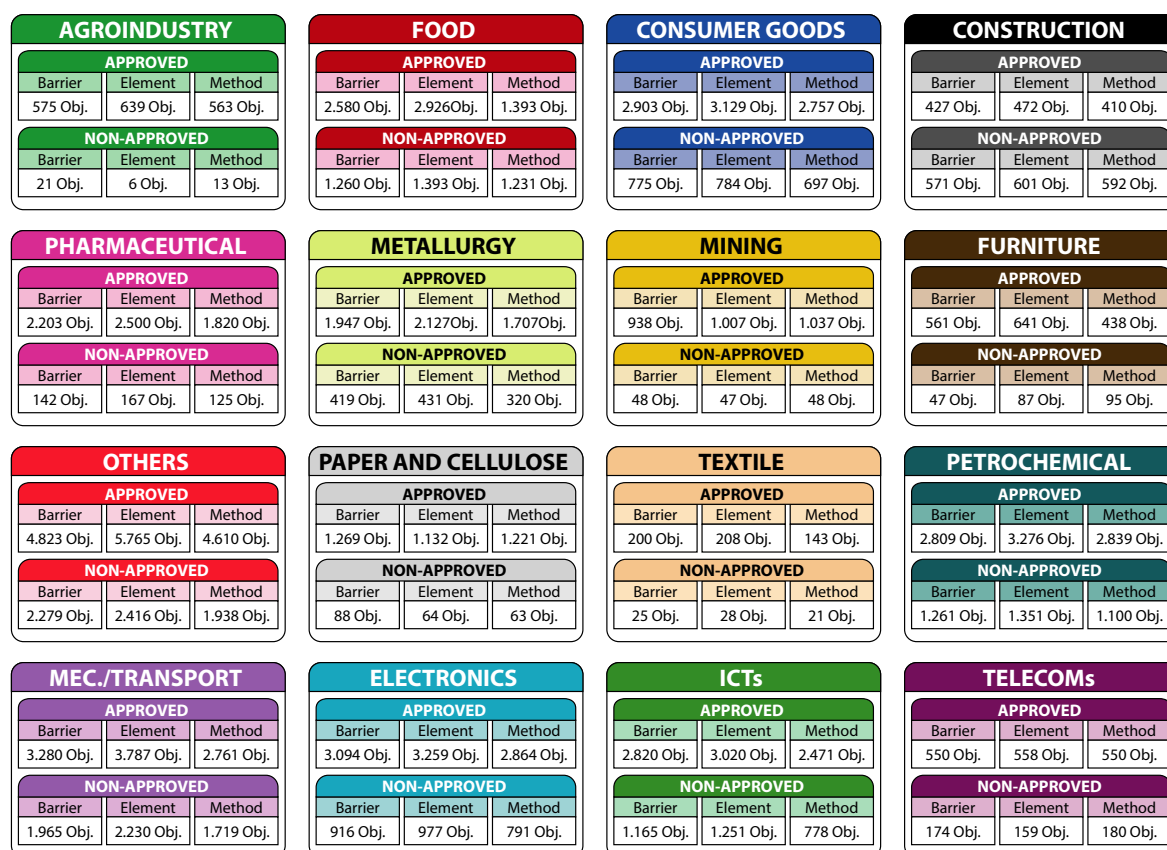 AGROINDUSTRY
APPROVED
Barrier Element Method
575 Obj. 639 Obj. 563 Obj.
NON-APPROVED
Barrier Element Method
21 Obj. 6 Obj. 13 Obj.
FOOD
APPROVED
Barrier Element Method
2.580 Obj. 2.926Obj. 1.393 Obj.
NON-APPROVED
Barrier Element Method
1.260 Obj. 1.393 Obj. 1.231 Obj.
CONSUMER GOODS
APPROVED
Barrier Element Method
2.903 Obj. 3.129 Obj. 2.757 Obj.
NON-APPROVED
Barrier Element Method
775 Obj. 784 Obj. 697 Obj.
CONSTRUCTION
APPROVED
Barrier Element Method
427 Obj. 472 Obj. 410 Obj.
NON-APPROVED
Barrier Element Method
571 Obj. 601 Obj. 592 Obj.
PHARMACEUTICAL
APPROVED
Barrier Element Method
2.203 Obj. 2.500 Obj. 1.820 Obj.
NON-APPROVED
Barrier Element Method
142 Obj. 167 Obj. 125 Obj.
METALLURGY
APPROVED
Barrier Element Method
1.947 Obj. 2.127Obj. 1.707Obj.
NON-APPROVED
Barrier Element Method
419 Obj. 431 Obj. 320 Obj.
MINING
APPROVED
Barrier Element Method
938 Obj. 1.007 Obj. 1.037 Obj.
NON-APPROVED
Barrier Element Method
48 Obj. 47 Obj. 48 Obj.
FURNITURE
APPROVED
Barrier Element Method
561 Obj. 641 Obj. 438 Obj.
NON-APPROVED
Barrier Element Method
47 Obj. 87 Obj. 95 Obj.
OTHERS
APPROVED
Barrier Element Method
4.823 Obj. 5.765 Obj. 4.610 Obj.
NON-APPROVED
Barrier Element Method
2.279 Obj. 2.416 Obj. 1.938 Obj.
PAPER AND CELLULOSE
APPROVED
Barrier Element Method
1.269 Obj. 1.132 Obj. 1.221 Obj.
NON-APPROVED
Barrier Element Method
88 Obj. 64 Obj. 63 Obj.
TEXTILE
APPROVED
Barrier Element Method
200 Obj. 208 Obj. 143 Obj.
NON-APPROVED
Barrier Element Method
25 Obj. 28 Obj. 21 Obj.
PETROCHEMICAL
APPROVED
Barrier Element Method
2.809 Obj. 3.276 Obj. 2.839 Obj.
NON-APPROVED
Barrier Element Method
1.261 Obj. 1.351 Obj. 1.100 Obj.
MEC./TRANSPORT
APPROVED
Barrier Element Method
3.280 Obj. 3.787 Obj. 2.761 Obj.
NON-APPROVED
Barrier Element Method
1.965 Obj. 2.230 Obj. 1.719 Obj.
ELECTRONICS
APPROVED
Barrier Element Method
3.094 Obj. 3.259 Obj. 2.864 Obj.
NON-APPROVED
Barrier Element Method
916 Obj. 977 Obj. 791 Obj.
ICTs
APPROVED
Barrier Element Method
2.820 Obj. 3.020 Obj. 2.471 Obj.
NON-APPROVED
Barrier Element Method
1.165 Obj. 1.251 Obj. 778 Obj.
TELECOMs
APPROVED
Barrier Element Method
550 Obj. 558 Obj. 550 Obj.
NON-APPROVED
Barrier Element Method
174 Obj. 159 Obj. 180 Obj.